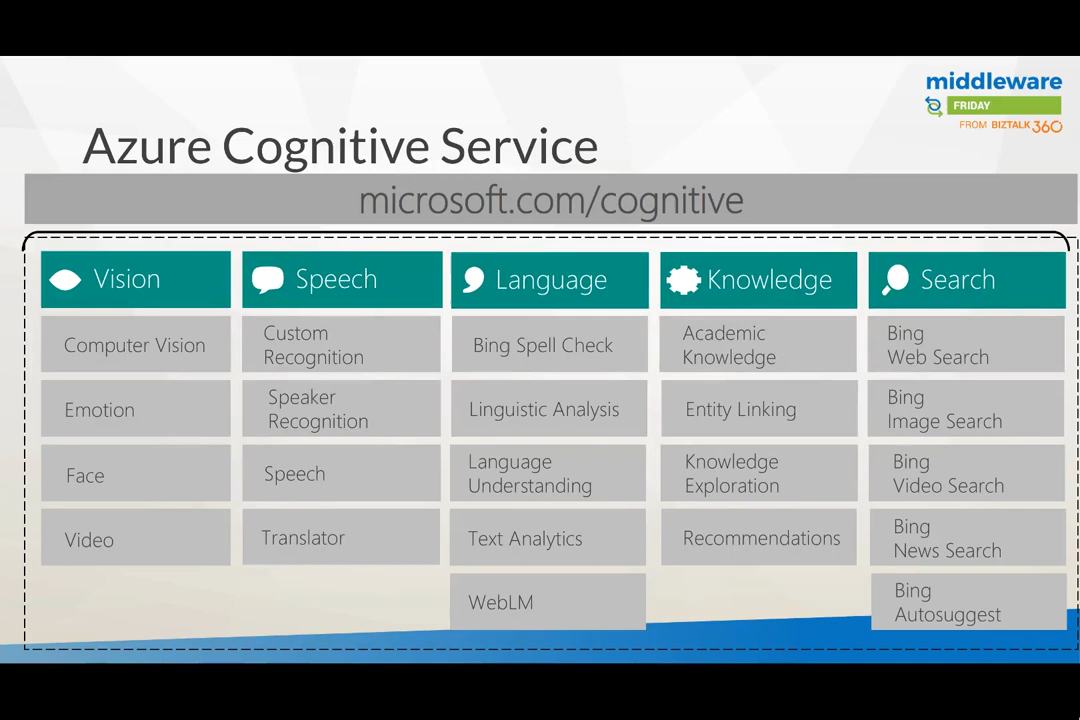 middleware
FRIDAY
FROM BIZTALK 360
Azure Cognitive Service
microsoft.com/cognitive
Vision
Computer Vision
Emotion
Face
Video
Speech
Custom
Recognition
Speaker
Recognition
Speech
Translator
Language
Bing Spell Check
Linguistic Analysis
Language
Understanding
Text Analytics
WebLM
Knowledge
Academic
Knowledge
Entity Linking
Knowledge
Exploration
Recommendations
Search
Bing
Web Search
Bing
Image Search
Bing
Video Search
Bing
News Search
Bing
Autosuggest